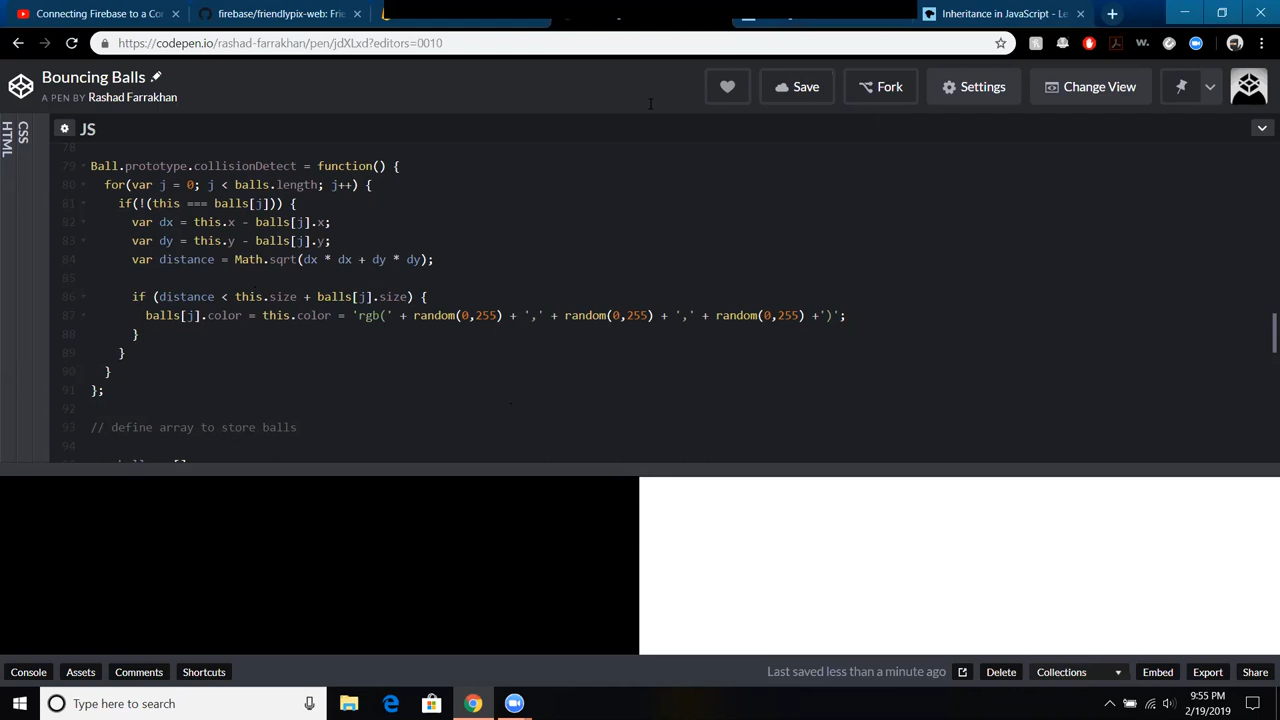 Connecting Firebase to a Cor
firebase/friendlypix-web: Frie
Inheritance in JavaScript - Le
https://codepen.io/rashad-farrakhan/pen/jdXLxd?editors=0010
Bouncing Balls
A PEN BY Rashad Farrakhan
Save
Fork
Settings
Change View
HTML
CSS
JS
78
79 Ball.prototype.collisionDetect = function() {
80 for(var j = 0; j < balls.length; j++) {
81 if(!(this === balls[j])) {
82 var dx = this.x - balls[j].x;
83 var dy = this.y - balls[j].y;
84 var distance = Math.sqrt(dx * dx + dy * dy);
85
86 if (distance < this.size + balls[j].size) {
87 balls[j].color = this.color = 'rgb(' + random(0,255) + ',' + random(0,255) + ',' + random(0,255) +')';
88 }
89 }
90 }
91 };
92
93 // define array to store balls
94
Console
Assets
Comments
Shortcuts
Last saved less than a minute ago
Delete
Collections
Embed
Export
Share
Type here to search
9:55 PM
2/19/2019